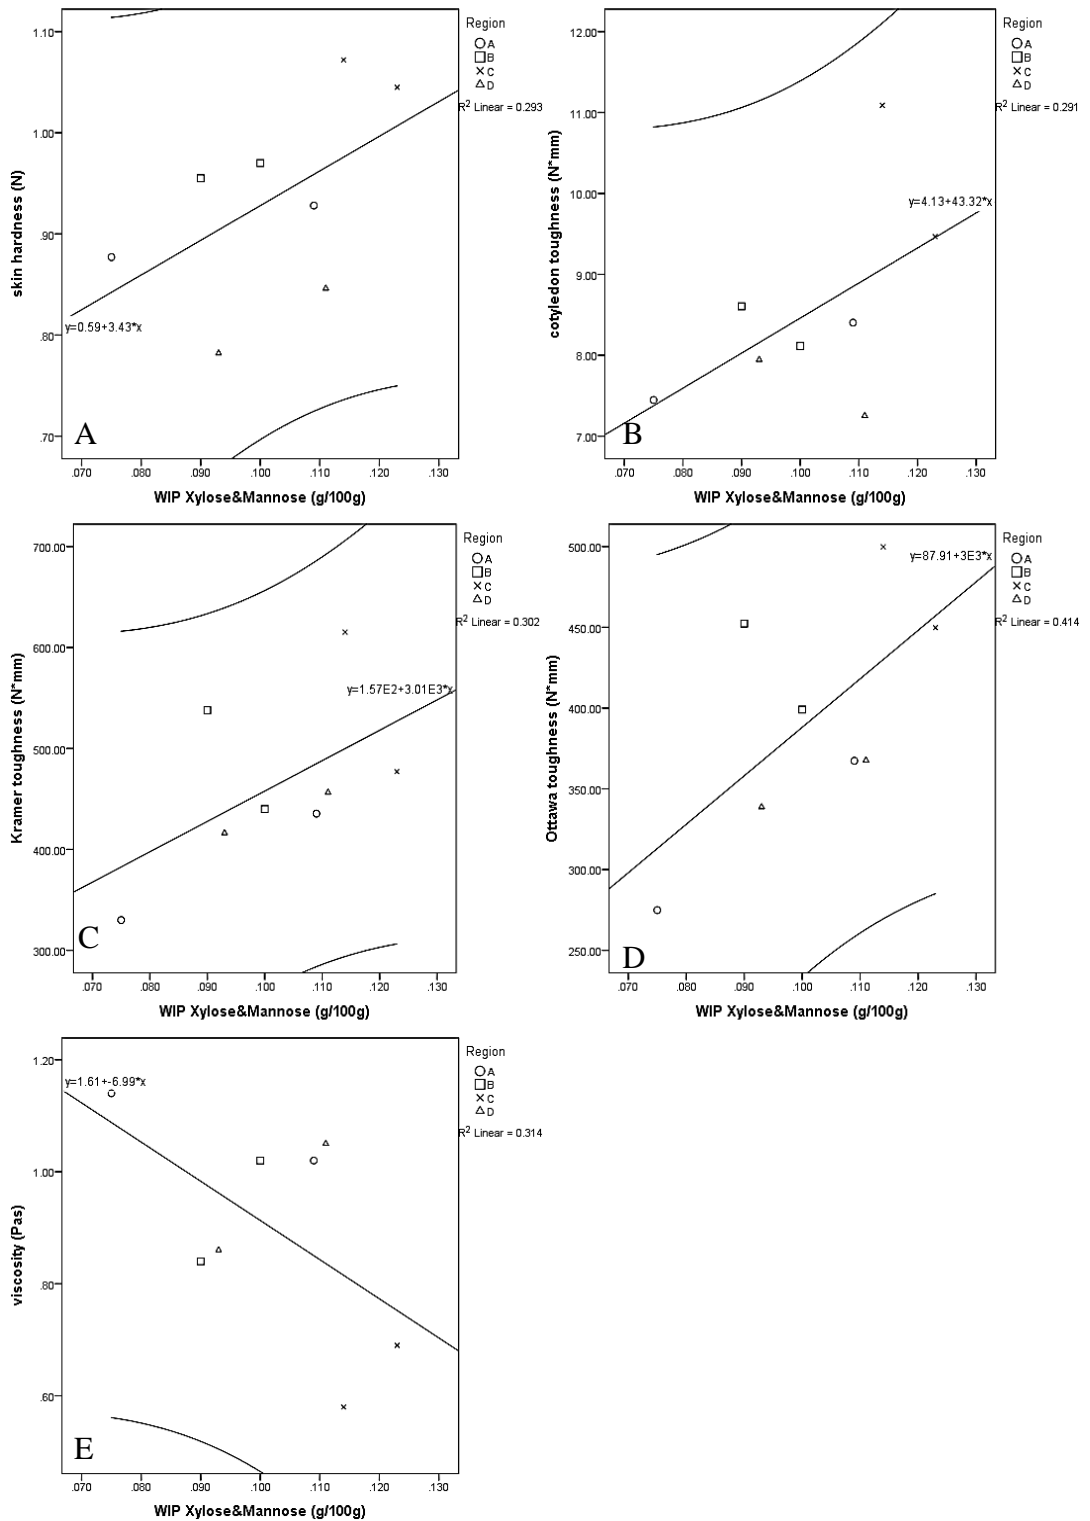 1.10
1.00
.90
.80
.70
skin hardness (N)
y=0.59+3.43*x
A
.070 .080 .090 .100 .110 .120 .130
WIP Xylose&Mannose (g/100g)
Region
A
B
C
D
R2 Linear = 0.293
12.00
11.00
10.00
9.00
8.00
7.00
cotyledon toughness (N*mm)
y=4.13+43.32*x
B
.070 .080 .090 .100 .110 .120 .130
WIP Xylose&Mannose (g/100g)
Region
A
B
C
D
R2 Linear = 0.291
700.00
600.00
500.00
400.00
300.00
Kramer toughness (N*mm)
y=1.57E2+3.01E3*x
C
.070 .080 .090 .100 .110 .120 .130
WIP Xylose&Mannose (g/100g)
Region
A
B
C
D
R2 Linear = 0.302
500.00
450.00
400.00
350.00
300.00
250.00
Ottawa toughness (N*mm)
y=87.91+3E3*x
D
.070 .080 .090 .100 .110 .120 .130
WIP Xylose&Mannose (g/100g)
Region
A
B
C
D
R2 Linear = 0.414
1.20
1.00
.80
.60
viscosity (Pas)
y=1.61+-6.99*x
E
.070 .080 .090 .100 .110 .120 .130
WIP Xylose&Mannose (g/100g)
Region
A
B
C
D
R2 Linear = 0.314